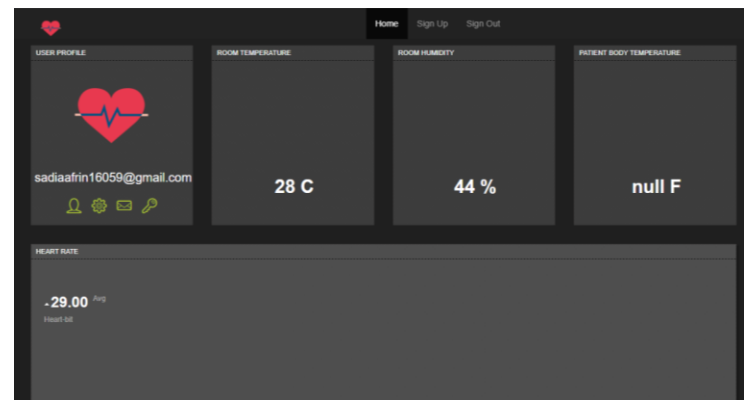 Home Sign Up Sign Out
USER PROFILE
sadiaafrin16059@gmail.com
ROOM TEMPERATURE
28 C
ROOM HUMIDITY
44 %
PATIENT BODY TEMPERATURE
null F
HEART RATE
-29.00 Avg
Heart-bit